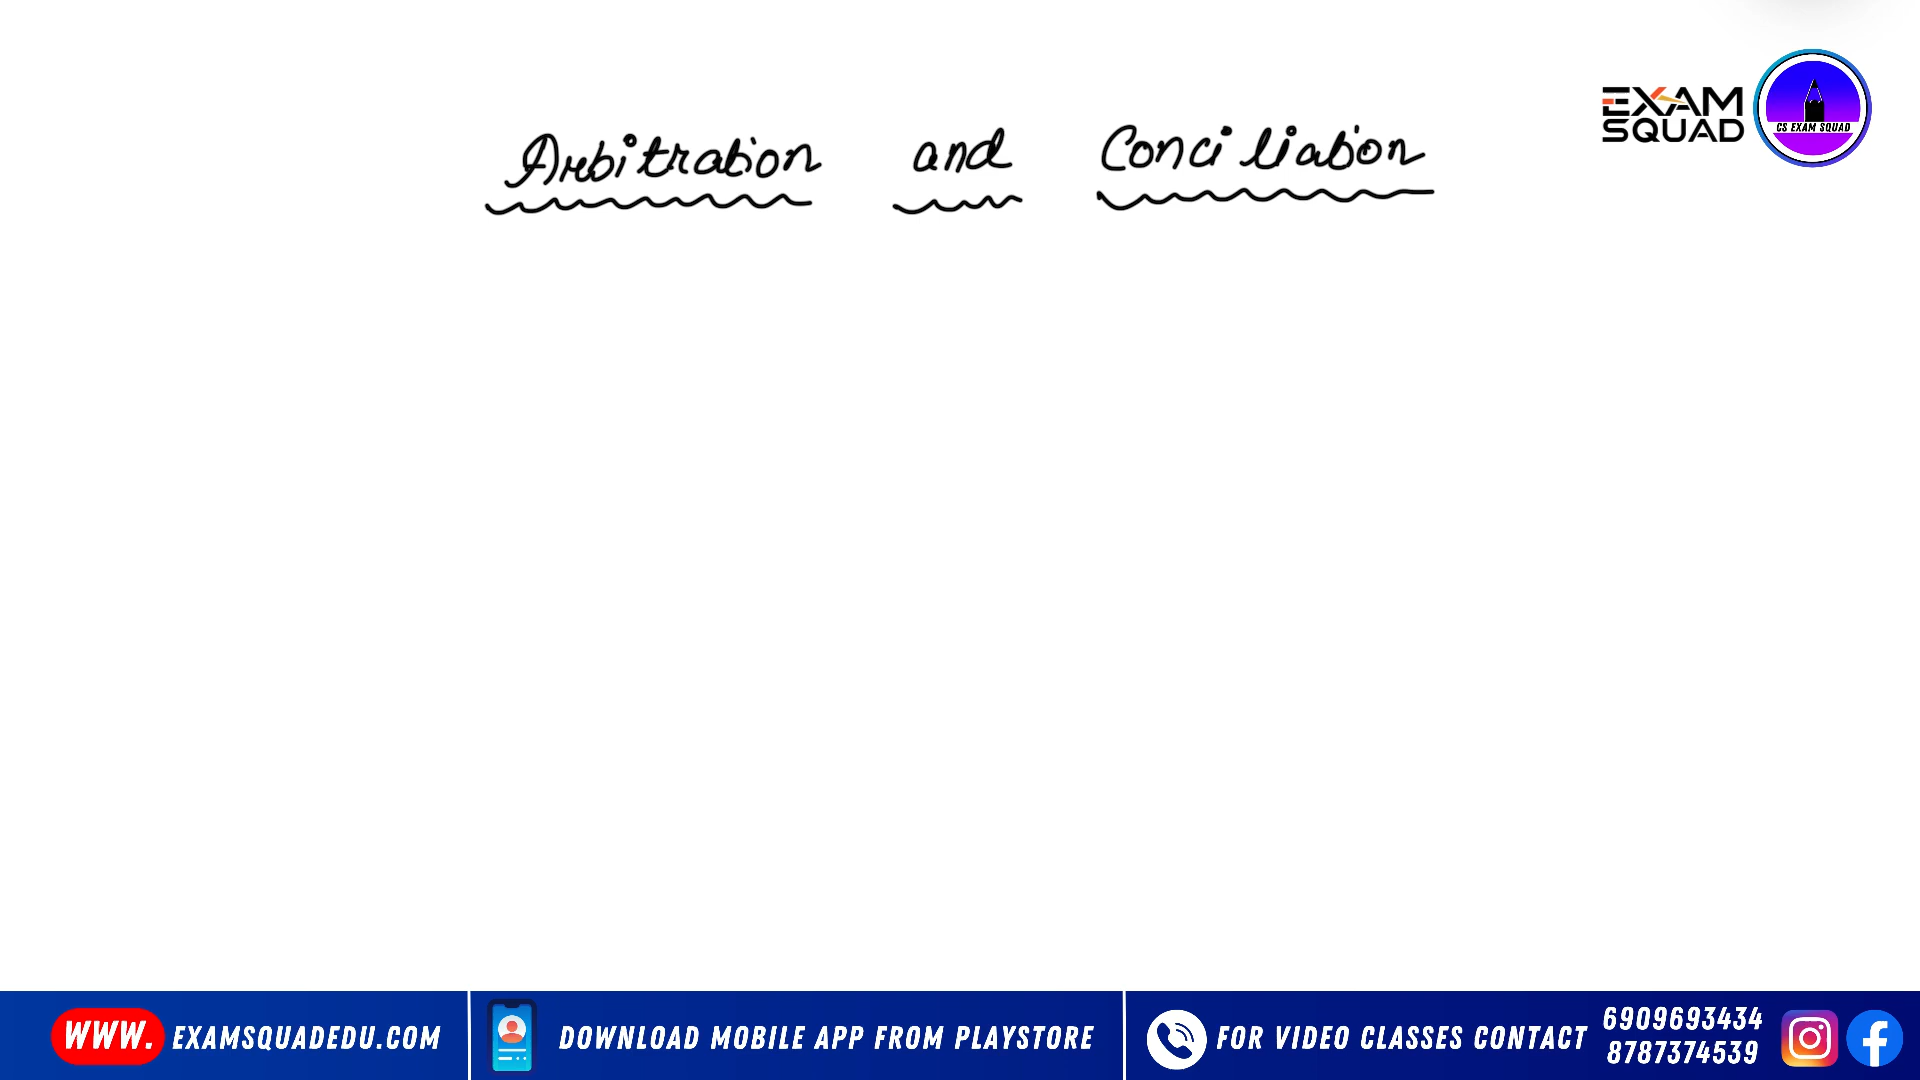 Arbitration and Conciliation
EXAM
SQUAD
CS EXAM SQUAD
WWW. EXAMSQUADEDU.COM
DOWNLOAD MOBILE APP FROM PLAYSTORE
FOR VIDEO CLASSES CONTACT
6909693434
8787374539